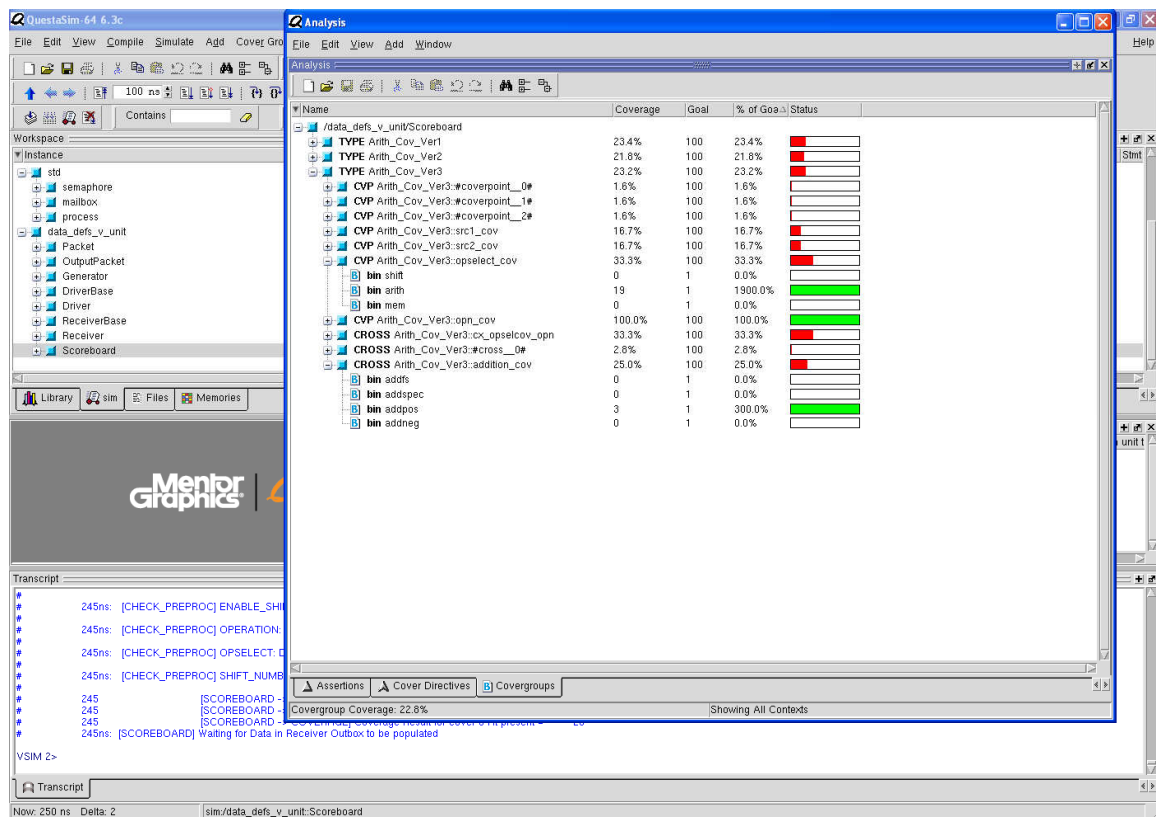 QuestaSim-64 6.3c
File Edit View Compile Simulate Add Cover Gro
Help
100 ns
Contains
Workspace
Instance
Stmt
std
semaphore
mailbox
process
data_defs_v_unit
Packet
OutputPacket
Generator
DriverBase
Driver
ReceiverBase
Receiver
Scoreboard
Library sim Files Memories
Mentor
Graphics
unit t
Analysis
File Edit View Add Window
Analysis
Name Coverage Goal % of Goa Status
/data_defs_v_unit/Scoreboard
TYPE Arith_Cov_Ver1 23.4% 100 23.4%
TYPE Arith_Cov_Ver2 21.8% 100 21.8%
TYPE Arith_Cov_Ver3 23.2% 100 23.2%
CVP Arith_Cov_Ver3::#coverpoint__0# 1.6% 100 1.6%
CVP Arith_Cov_Ver3::#coverpoint__1# 1.6% 100 1.6%
CVP Arith_Cov_Ver3::#coverpoint__2# 1.6% 100 1.6%
CVP Arith_Cov_Ver3::src1_cov 16.7% 100 16.7%
CVP Arith_Cov_Ver3::src2_cov 16.7% 100 16.7%
CVP Arith_Cov_Ver3::opselect_cov 33.3% 100 33.3%
B bin shift 0 1 0.0%
B bin arith 19 1 1900.0%
B bin mem 0 1 0.0%
CVP Arith_Cov_Ver3::opn_cov 100.0% 100 100.0%
CROSS Arith_Cov_Ver3::cx_opselcov_opn 33.3% 100 33.3%
CROSS Arith_Cov_Ver3::#cross__0# 2.8% 100 2.8%
CROSS Arith_Cov_Ver3::addition_cov 25.0% 100 25.0%
B bin addfs 0 1 0.0%
B bin addspec 0 1 0.0%
B bin addpos 3 1 300.0%
B bin addneg 0 1 0.0%
Assertions Cover Directives B Covergroups
Covergroup Coverage: 22.8% Showing All Contexts
Transcript
#
# 245ns: [CHECK_PREPROC] ENABLE_SHI
#
# 245ns: [CHECK_PREPROC] OPERATION:
#
# 245ns: [CHECK_PREPROC] OPSELECT:
#
# 245ns: [CHECK_PREPROC] SHIFT_NUMB
#
# 245 [SCOREBOARD -
# 245 [SCOREBOARD -
# 245 [SCOREBOARD -
# 245ns: [SCOREBOARD] Waiting for Data in Receiver Outbox to be populated
VSIM 2>
Transcript
Now: 250 ns Delta: 2 sim:/data_defs_v_unit::Scoreboard